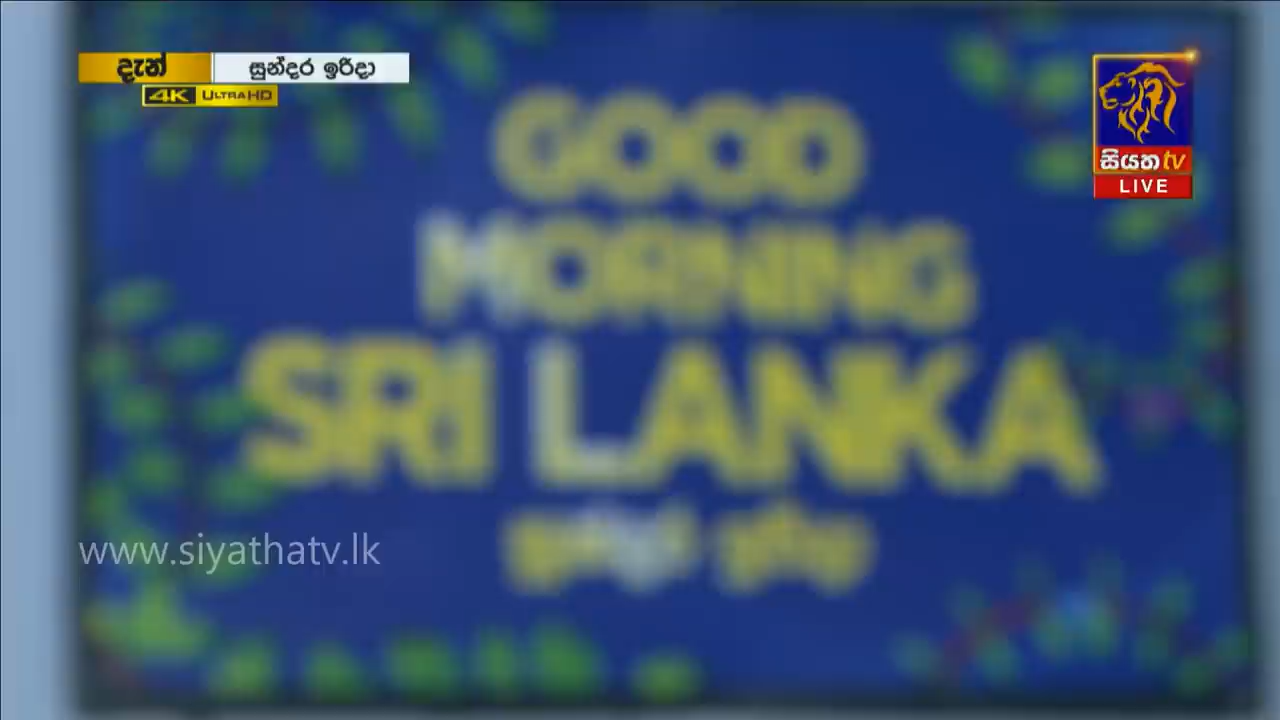 දැන් සුන්දර ඉරිදා
4K ULTRA HD
සියත tv
LIVE
GOOD
MORNING
SRI LANKA
www.siyathatv.lk